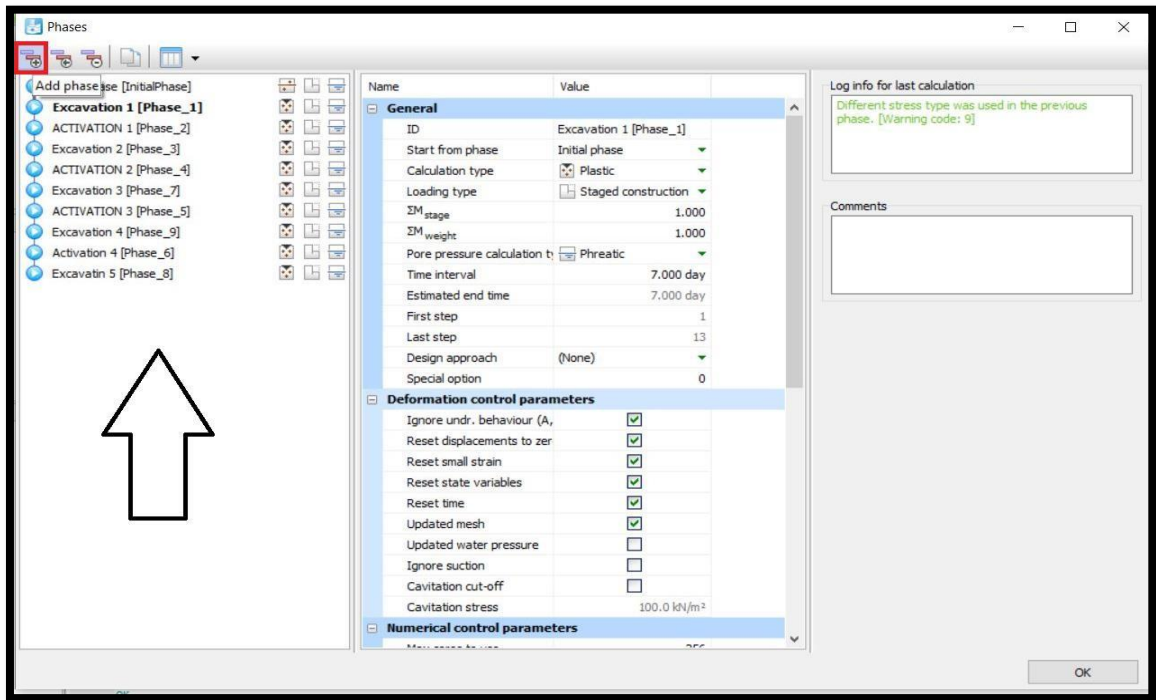 Phases
Add phase
se [InitialPhase]
Excavation 1 [Phase_1]
ACTIVATION 1 [Phase_2]
Excavation 2 [Phase_3]
ACTIVATION 2 [Phase_4]
Excavation 3 [Phase_7]
ACTIVATION 3 [Phase_5]
Excavation 4 [Phase_9]
Activation 4 [Phase_6]
Excavatin 5 [Phase_8]
Name Value
General
ID Excavation 1 [Phase_1]
Start from phase Initial phase
Calculation type Plastic
Loading type Staged construction
ΣM stage 1.000
ΣM weight 1.000
Pore pressure calculation ty Phreatic
Time interval 7.000 day
Estimated end time 7.000 day
First step 1
Last step 13
Design approach (None)
Special option 0
Deformation control parameters
Ignore undr. behaviour (A,
Reset displacements to zer
Reset small strain
Reset state variables
Reset time
Updated mesh
Updated water pressure
Ignore suction
Cavitation cut-off
Cavitation stress 100.0 kN/m²
Numerical control parameters
Log info for last calculation
Different stress type was used in the previous
phase. [Warning code: 9]
Comments
OK